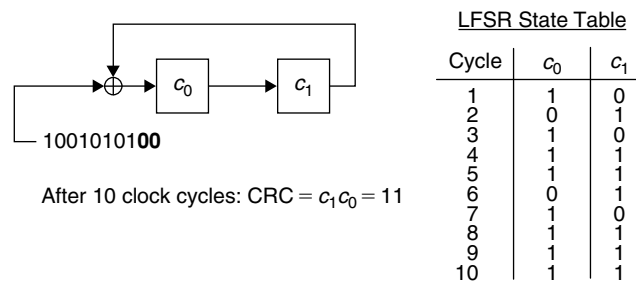 LFSR State Table
Cycle c0 c1
1 1 0
2 0 1
3 1 0
4 1 1
5 1 1
6 0 1
7 1 0
8 1 1
9 1 1
10 1 1
c0 c1
1001010100
After 10 clock cycles: CRC = c1c0 = 11